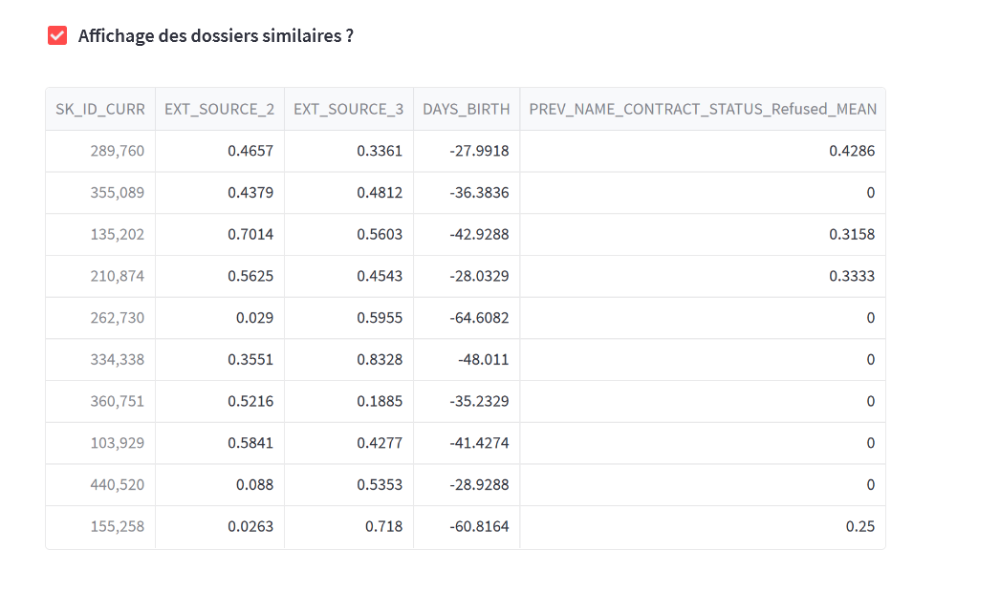 Affichage des dossiers similaires ?
SK_ID_CURR EXT_SOURCE_2 EXT_SOURCE_3 DAYS_BIRTH PREV_NAME_CONTRACT_STATUS_Refused_MEAN
289,760 0.4657 0.3361 -27.9918 0.4286
355,089 0.4379 0.4812 -36.3836 0
135,202 0.7014 0.5603 -42.9288 0.3158
210,874 0.5625 0.4543 -28.0329 0.3333
262,730 0.029 0.5955 -64.6082 0
334,338 0.3551 0.8328 -48.011 0
360,751 0.5216 0.1885 -35.2329 0
103,929 0.5841 0.4277 -41.4274 0
440,520 0.088 0.5353 -28.9288 0
155,258 0.0263 0.718 -60.8164 0.25